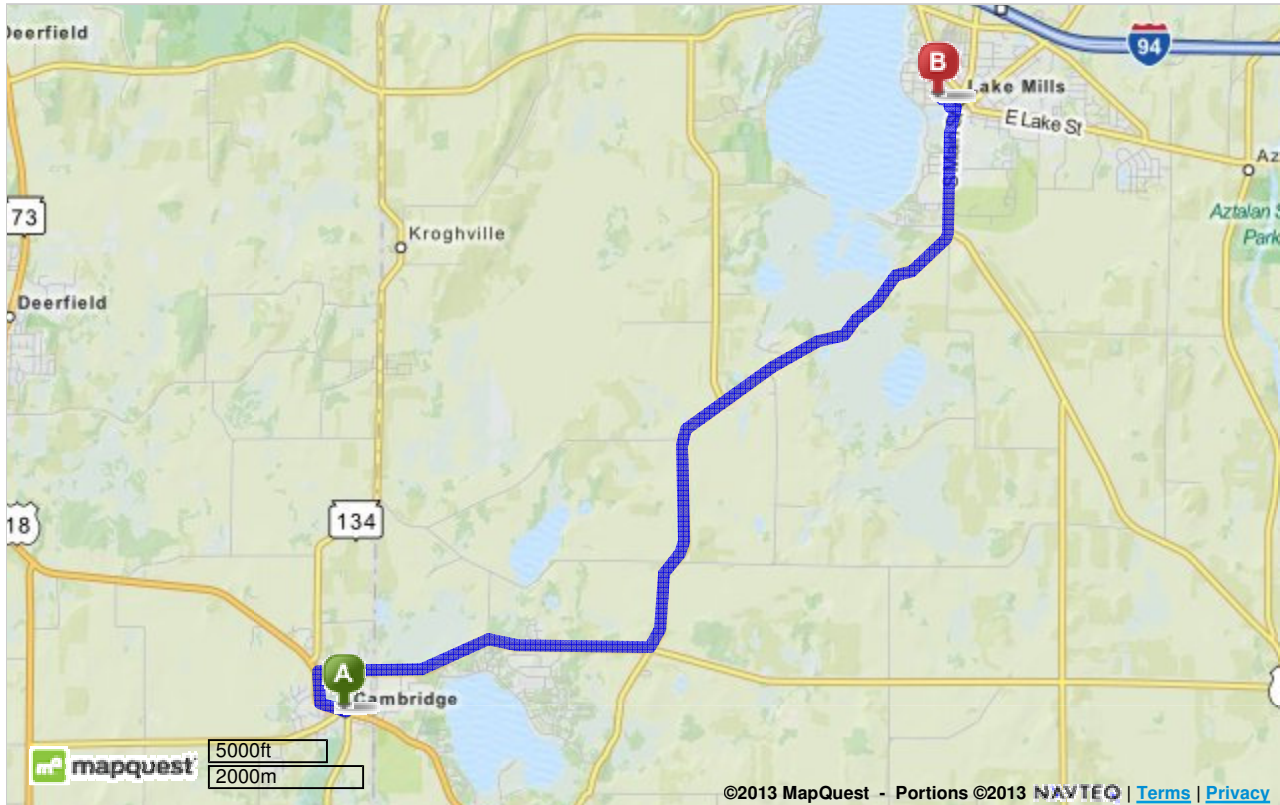 Deerfield
94
B
Lake Mills
E Lake St
73
Kroghville
Aztalan S
Park
Deerfield
134
18
A
Cambridge
5000ft
mapquest
2000m
©2013 MapQuest - Portions ©2013 NAVTEQ | Terms | Privacy